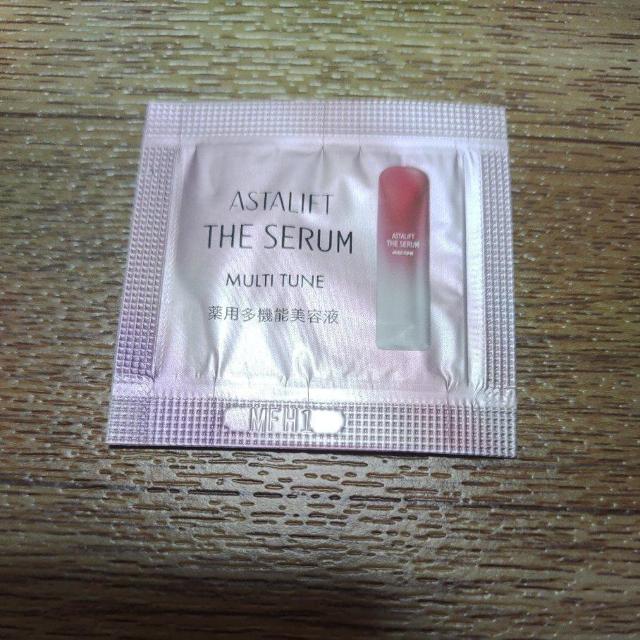 ASTALIFT
THE SERUM
MULTI TUNE
薬用多機能美容液
ASTALIFT
THE SERUM
MFH1